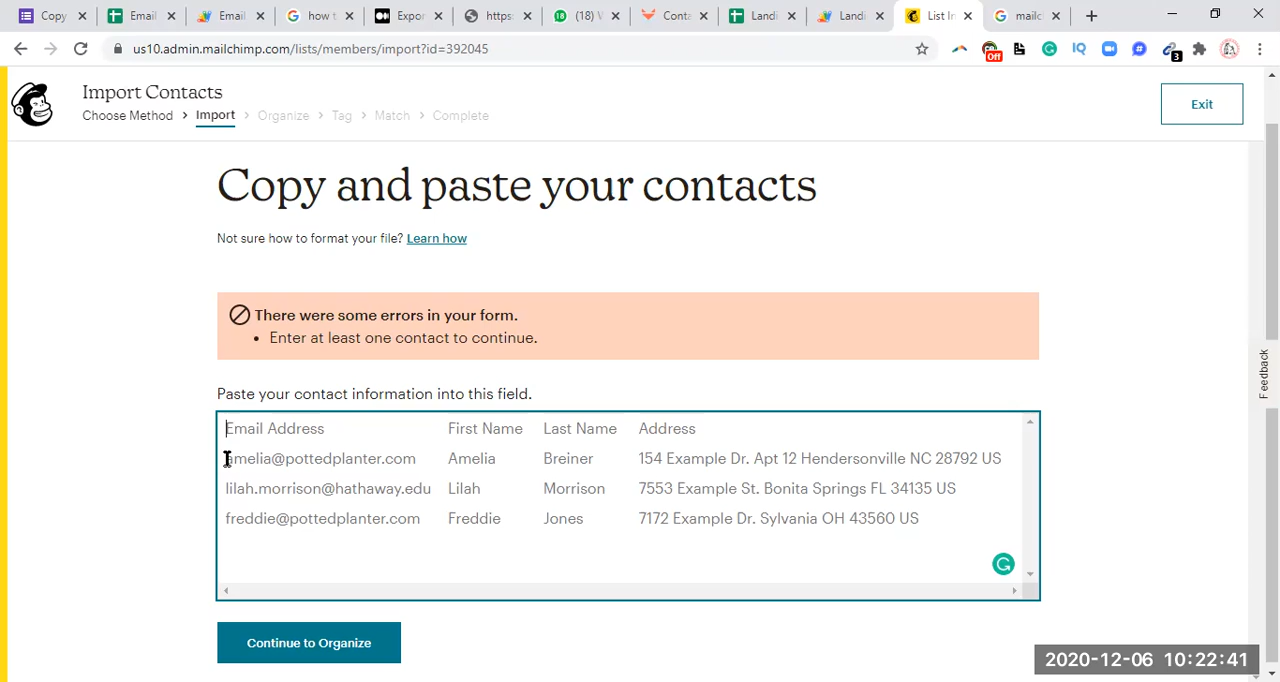 Copy
Email
Email
how t
Expor
https:
(18) V
Conta
Landi
Landi
List In
mailc
us10.admin.mailchimp.com/lists/members/import?id=392045
Off
IQ
3
Import Contacts
Choose Method > Import > Organize > Tag > Match > Complete
Exit
Copy and paste your contacts
Not sure how to format your file? Learn how
There were some errors in your form.
• Enter at least one contact to continue.
Paste your contact information into this field.
Email Address First Name Last Name Address
amelia@pottedplanter.com Amelia Breiner 154 Example Dr. Apt 12 Hendersonville NC 28792 US
lilah.morrison@hathaway.edu Lilah Morrison 7553 Example St. Bonita Springs FL 34135 US
freddie@pottedplanter.com Freddie Jones 7172 Example Dr. Sylvania OH 43560 US
Continue to Organize
Feedback
2020-12-06 10:22:41